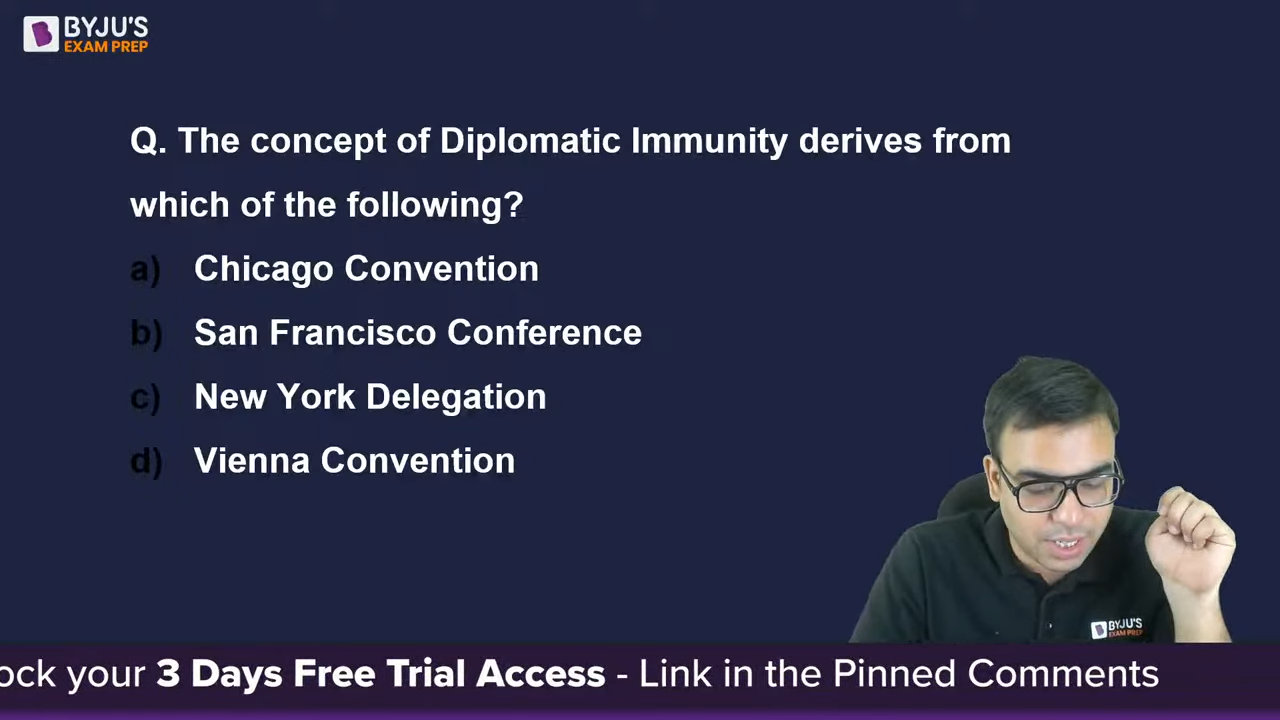 BYJU'S
EXAM PREP
Q. The concept of Diplomatic Immunity derives from
which of the following?
a) Chicago Convention
b) San Francisco Conference
c) New York Delegation
d) Vienna Convention
BYJU'S
EXAM PREP
ock your 3 Days Free Trial Access - Link in the Pinned Comments